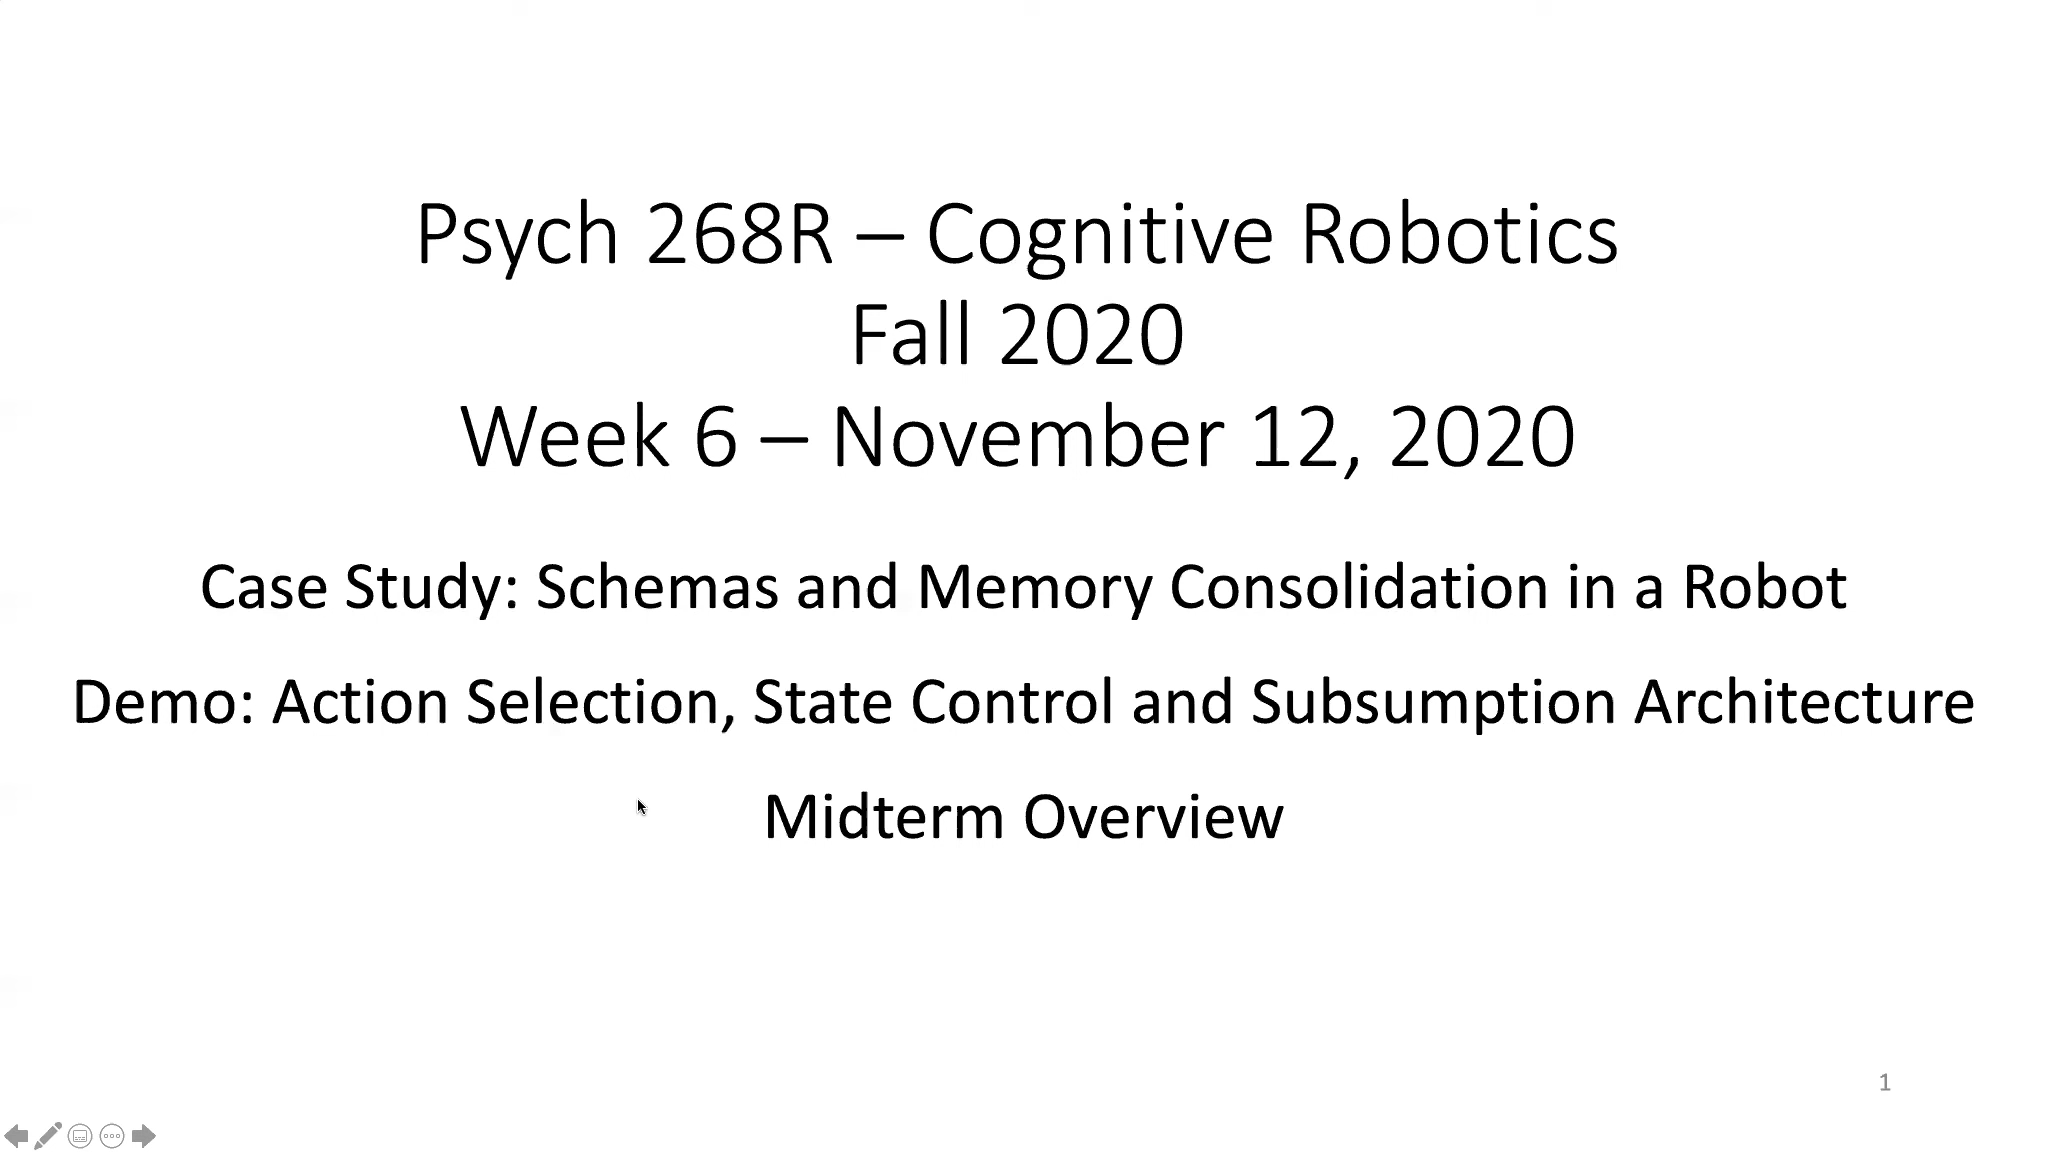 Psych 268R – Cognitive Robotics
Fall 2020
Week 6 – November 12, 2020
Case Study: Schemas and Memory Consolidation in a Robot
Demo: Action Selection, State Control and Subsumption Architecture
Midterm Overview
1